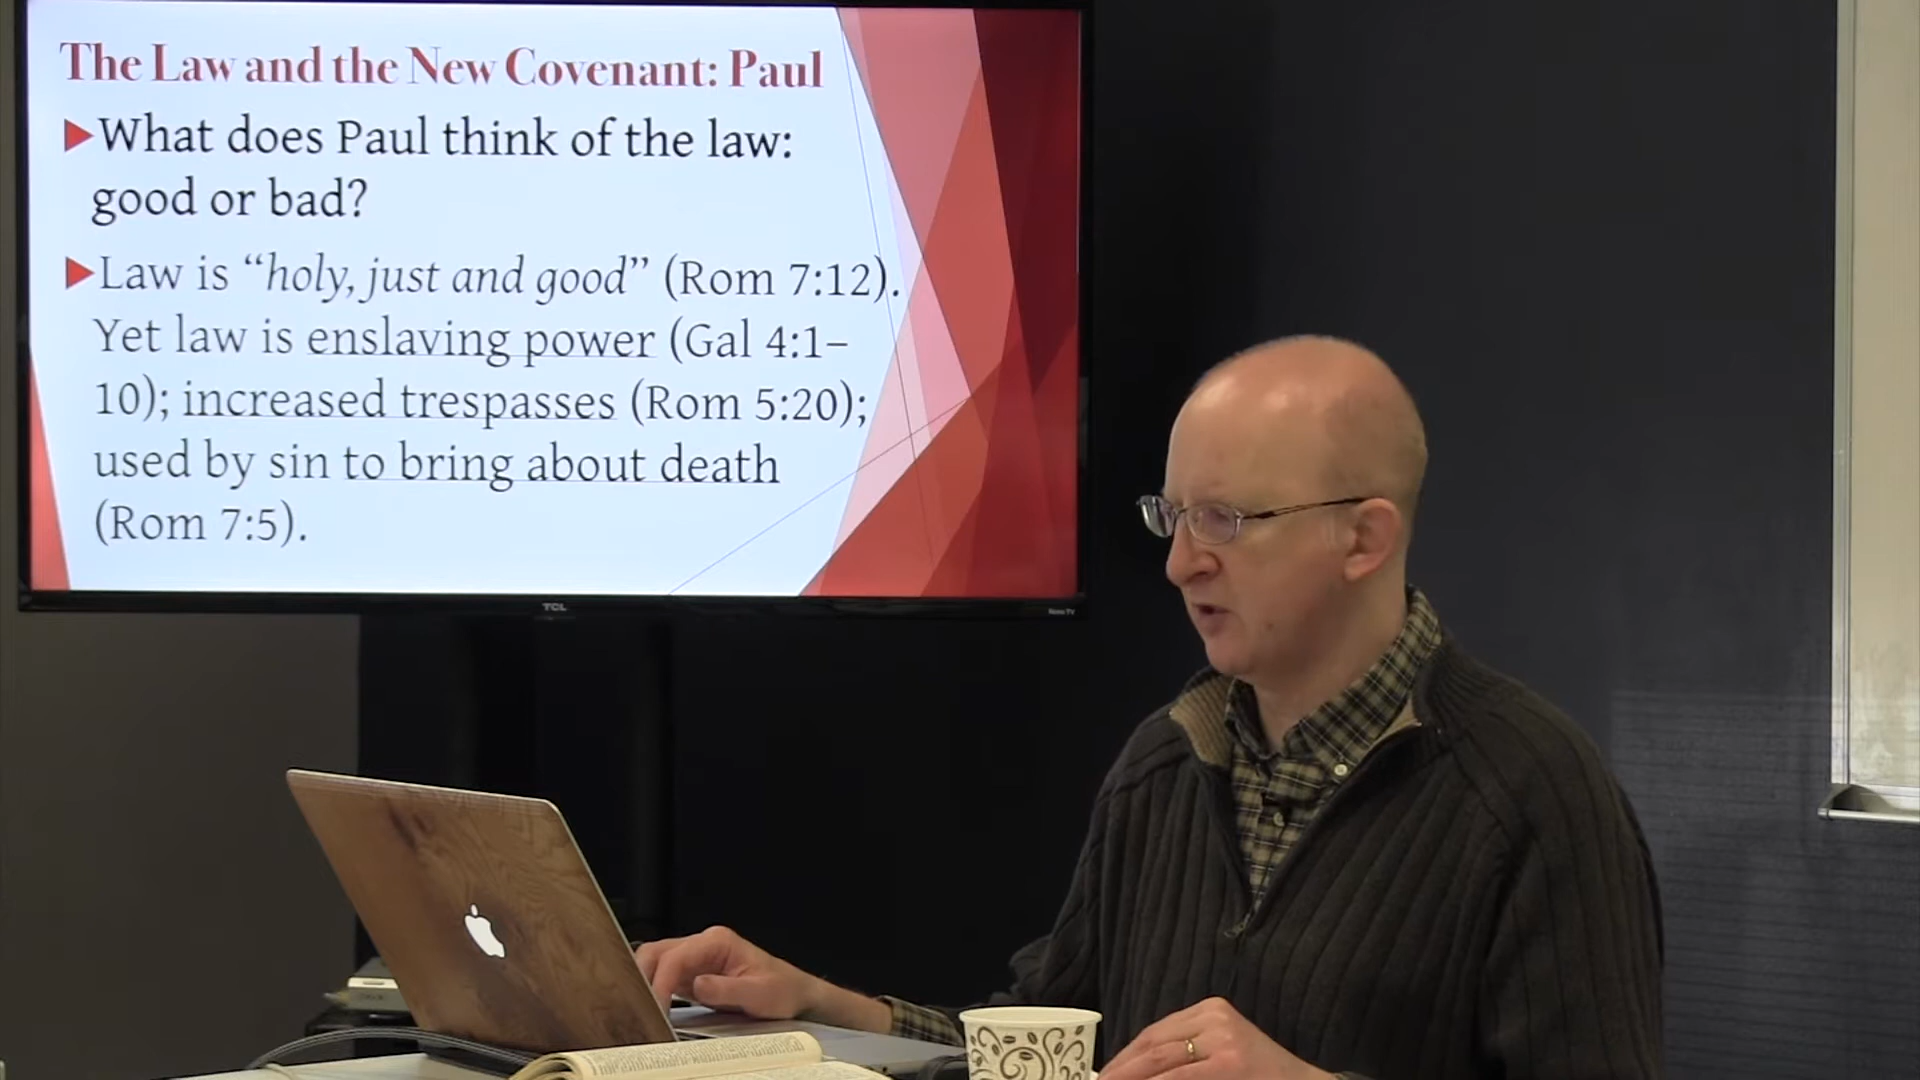 The Law and the New Covenant: Paul
What does Paul think of the law:
good or bad?
Law is “holy, just and good” (Rom 7:12).
Yet law is enslaving power (Gal 4:1–
10); increased trespasses (Rom 5:20);
used by sin to bring about death
(Rom 7:5).
TCL
Roku TV